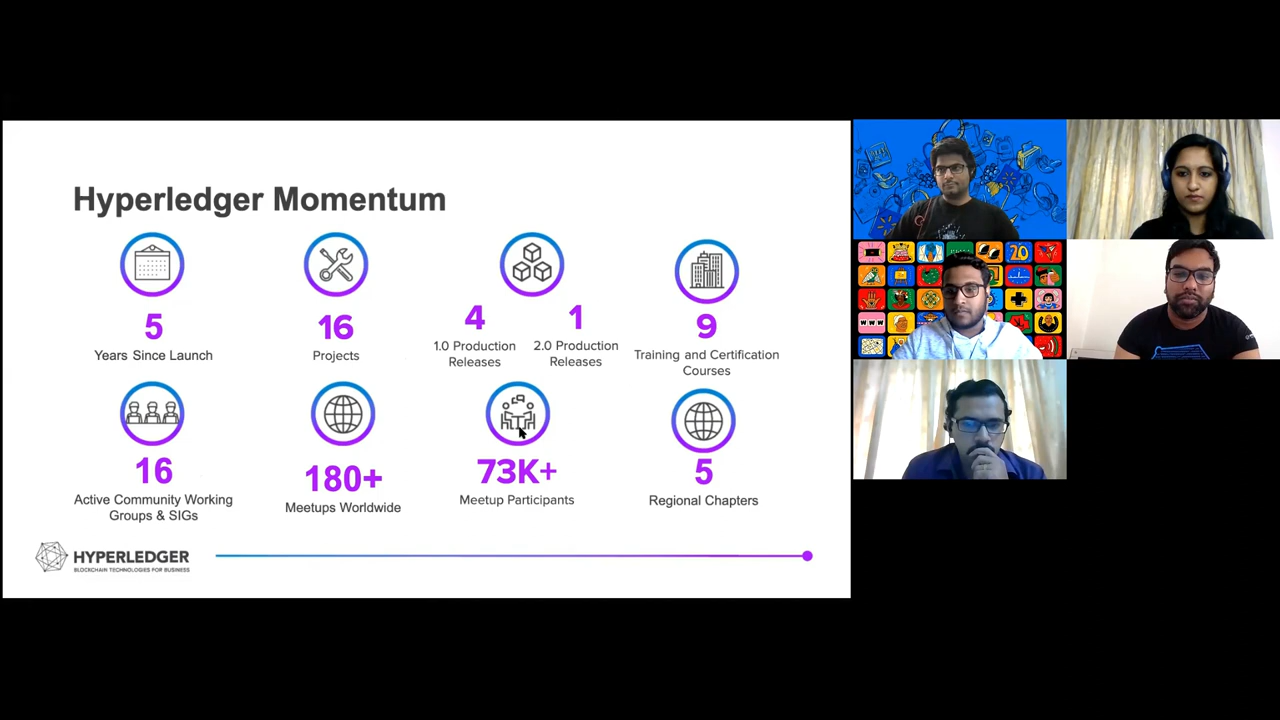 Hyperledger Momentum
5
Years Since Launch
16
Projects
4
1.0 Production
Releases
1
2.0 Production
Releases
9
Training and Certification
Courses
16
Active Community Working
Groups & SIGs
180+
Meetups Worldwide
73K+
Meetup Participants
5
Regional Chapters
HYPERLEDGER
BLOCKCHAIN TECHNOLOGIES FOR BUSINESS
20